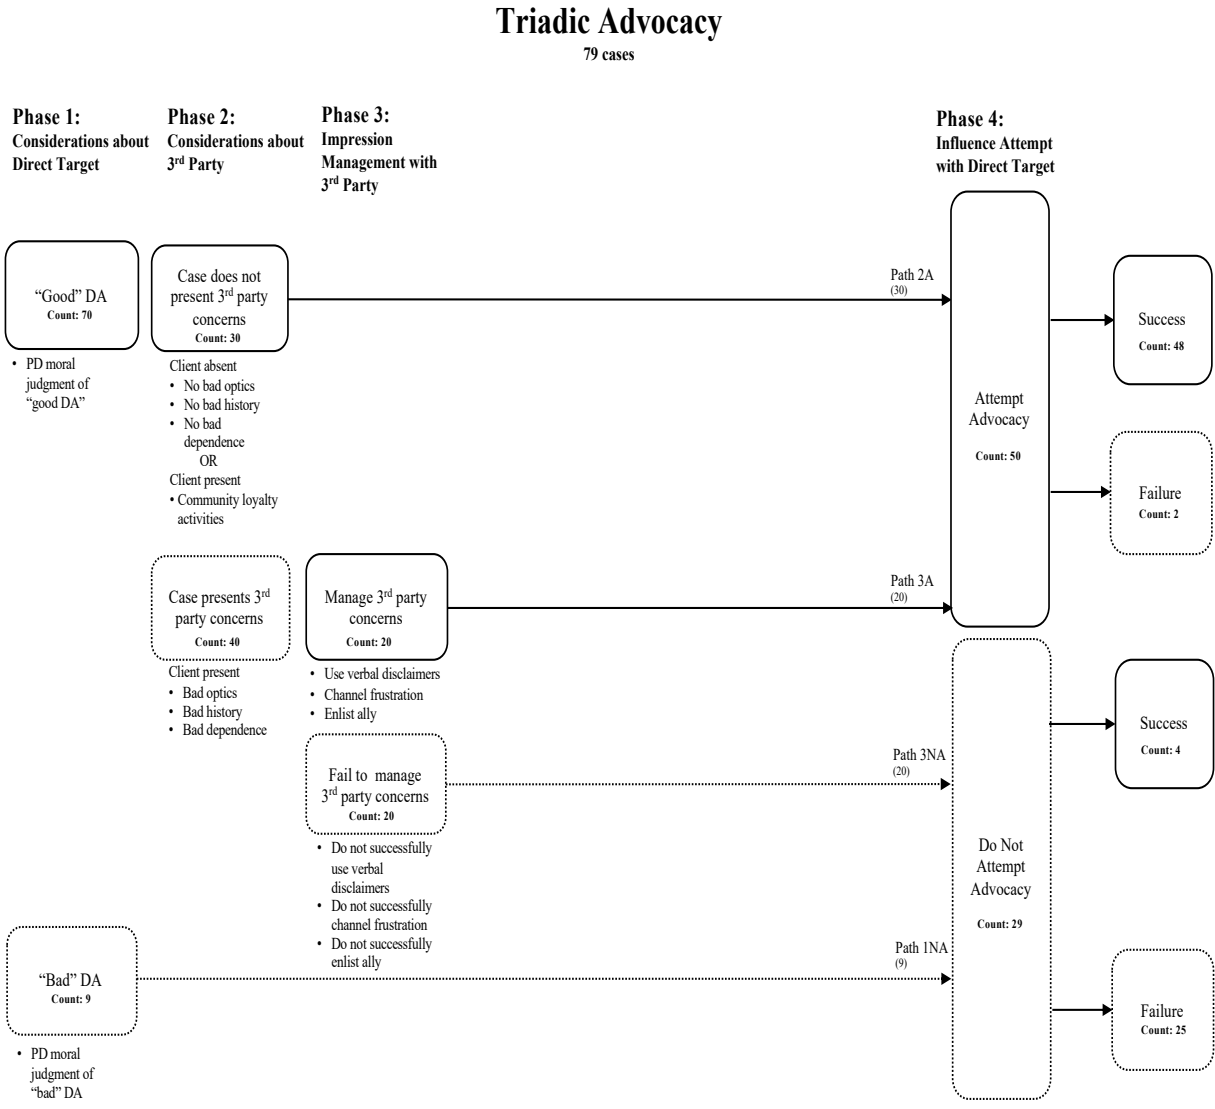 Triadic Advocacy
79 cases
Phase 1:
Considerations about
Direct Target
Phase 2:
Considerations about
3rd Party
Phase 3:
Impression
Management with
3rd Party
Phase 4:
Influence Attempt
with Direct Target
“Good” DA
Count: 70
• PD moral
judgment of
“good DA”
Case does not
present 3rd party
concerns
Count: 30
Client absent
• No bad optics
• No bad history
• No bad
dependence
OR
Client present
• Community loyalty
activities
Path 2A
(30)
Attempt
Advocacy
Count: 50
Success
Count: 48
Failure
Count: 2
Case presents 3rd
party concerns
Count: 40
Client present
• Bad optics
• Bad history
• Bad dependence
Manage 3rd party
concerns
Count: 20
• Use verbal disclaimers
• Channel frustration
• Enlist ally
Path 3A
(20)
Fail to manage
3rd party concerns
Count: 20
• Do not successfully
use verbal
disclaimers
• Do not successfully
channel frustration
• Do not successfully
enlist ally
Path 3NA
(20)
Do Not
Attempt
Advocacy
Count: 29
Success
Count: 4
“Bad” DA
Count: 9
• PD moral
judgment of
“bad” DA
Path 1NA
(9)
Failure
Count: 25